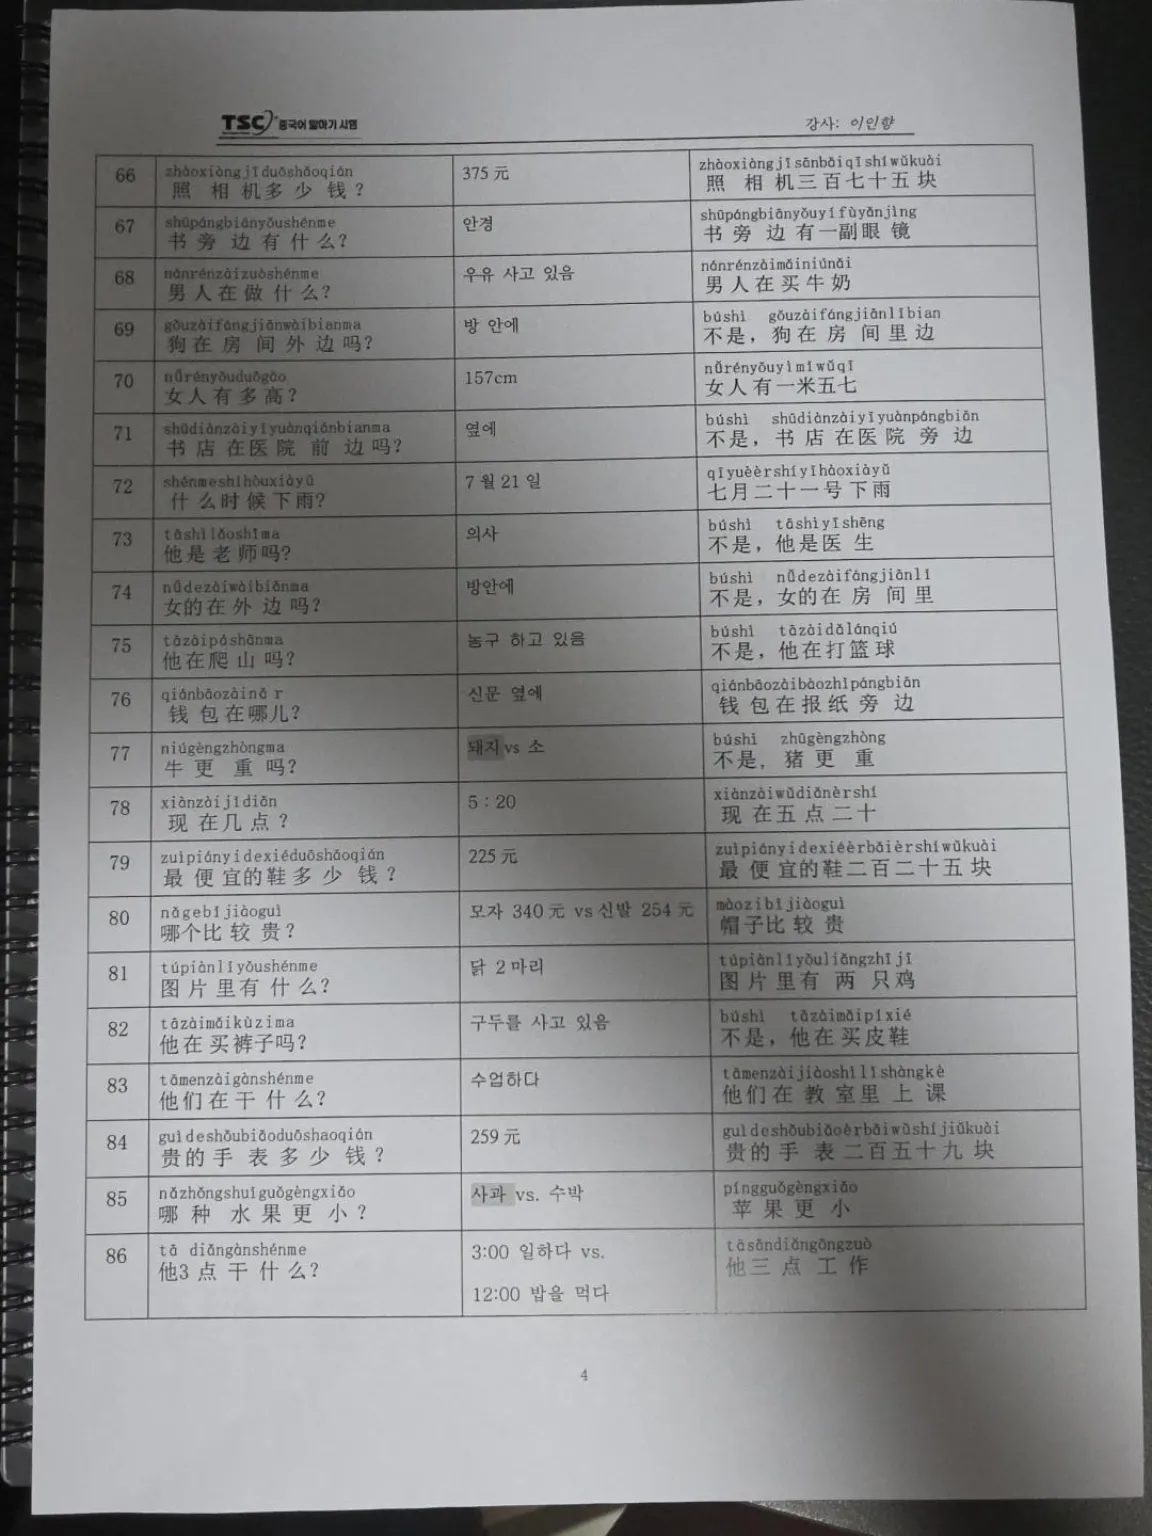 TSC 중국어 말하기 시험
강사: 이인향
66
zhàoxiàngjīduōshǎoqián
照 相 机多 少 钱 ?
375 元
zhàoxiàngjīsānbǎiqīshíwǔkuài
照 相 机三百七十五块
67
shūpángbiānyǒushénme
书 旁 边 有 什 么?
안경
shūpángbiānyǒuyífùyǎnjìng
书 旁 边 有一副眼 镜
68
nánrénzàizuòshénme
男 人在 做 什 么?
우유 사고 있음
nánrénzàimǎiniúnǎi
男 人在买牛奶
69
gǒuzàifángjiānwàibianma
狗在 房 间 外 边吗?
방 안에
búshì gǒuzàifángjiānlǐbian
不是, 狗在 房 间里边
70
nǚrényǒuduōgāo
女人有多高?
157cm
nǚrényǒuyìmǐwǔqī
女人有一米五七
71
shūdiànzàiyīyuànqiánbianma
书 店 在医院 前 边吗?
옆에
búshì shūdiànzàiyīyuànpángbiān
不是, 书 店 在医院 旁 边
72
shénmeshíhòuxiàyǔ
什 么时 候下雨?
7 월 21 일
qīyuèèrshíyīhàoxiàyǔ
七月二十一号下雨
73
tāshìlǎoshīma
他是老师吗?
의사
búshì tāshìyīshēng
不是, 他是医 生
74
nǚdezàiwàibiānma
女的在 外 边 吗?
방안에
búshì nǚdezàifángjiānlǐ
不是, 女的在 房 间 里
75
tāzàipáshānma
他在爬 山 吗?
농구 하고 있음
búshì tāzàidǎlánqiú
不是, 他在打篮球
76
qiánbāozàinǎ r
钱 包在哪儿?
신문 옆에
qiánbāozàibàozhǐpángbiān
钱 包在报纸 旁 边
77
niúgèngzhòngma
牛 更 重吗?
돼지 vs 소
búshì zhūgèngzhòng
不是, 猪 更 重
78
xiànzàijǐdiǎn
现 在几 点 ?
5 : 20
xiànzàiwǔdiǎnèrshí
现 在五 点 二十
79
zuìpiányidexiéduōshǎoqián
最 便 宜的鞋多 少 钱 ?
225 元
zuìpiányidexiéèrbǎièrshíwǔkuài
最 便 宜的鞋二百二十五块
80
nǎgebǐjiàoguì
哪个比 较 贵?
모자 340 元 vs 신발 254 元
màozibǐjiàoguì
帽子比 较 贵
81
túpiànlǐyǒushénme
图 片 里有 什 么?
닭 2 마리
túpiànlǐyǒuliǎngzhījī
图 片 里有 两 只鸡
82
tāzàimǎikùzima
他在 买裤子吗?
구두를 사고 있음
búshì tāzàimǎipíxié
不是, 他在买皮鞋
83
tāmenzàigànshénme
他们在 干 什 么?
수업하다
tāmenzàijiàoshìlǐshàngkè
他们在 教 室里 上 课
84
guìdeshǒubiǎoduōshaoqián
贵的 手 表 多 少 钱 ?
259 元
guìdeshǒubiǎoèrbǎiwǔshíjiǔkuài
贵的 手 表 二百五十九 块
85
nǎzhǒngshuǐguǒgèngxiǎo
哪 种 水 果更 小 ?
사과 vs. 수박
píngguǒgèngxiǎo
苹 果 更 小
86
tā diǎngànshénme
他3 点 干 什 么?
3:00 일하다 vs.
12:00 밥을 먹다
tāsāndiǎngōngzuò
他三 点 工 作
4